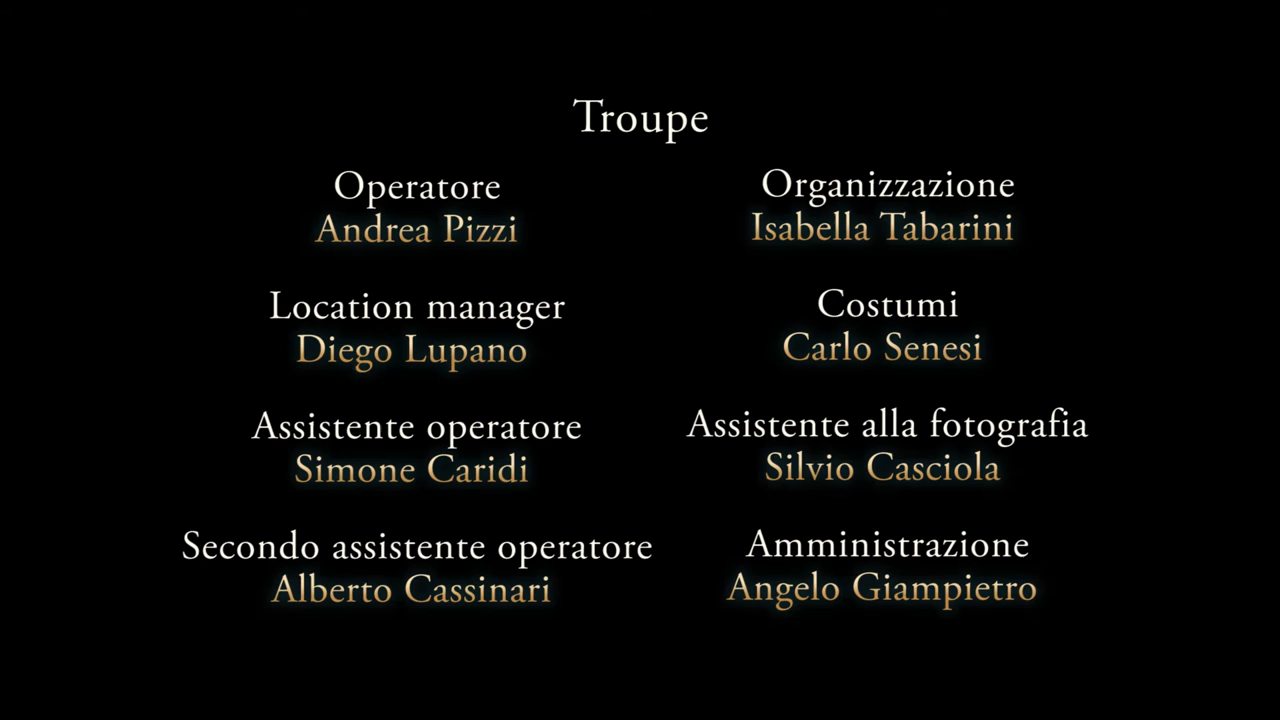 Troupe
Operatore
Andrea Pizzi
Location manager
Diego Lupano
Assistente operatore
Simone Caridi
Secondo assistente operatore
Alberto Cassinari
Organizzazione
Isabella Tabarini
Costumi
Carlo Senesi
Assistente alla fotografia
Silvio Casciola
Amministrazione
Angelo Giampietro